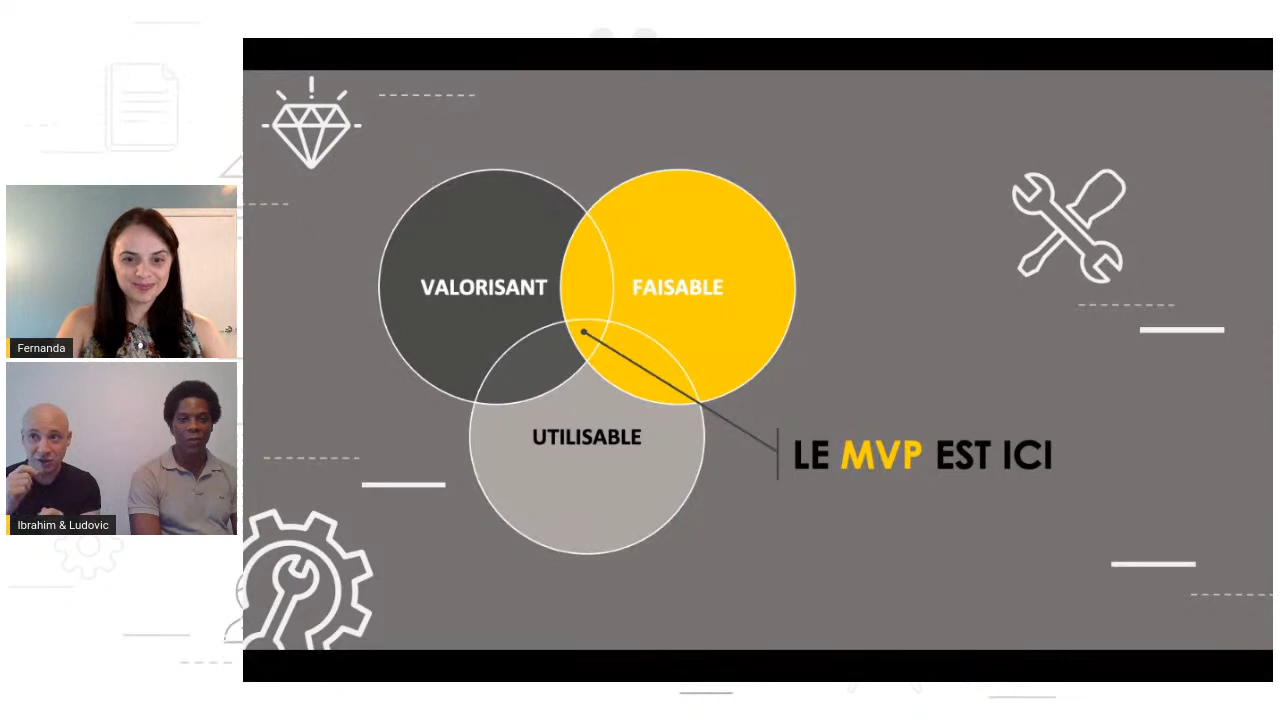 VALORISANT
FAISABLE
UTILISABLE
LE MVP EST ICI
Fernanda
Ibrahim & Ludovic